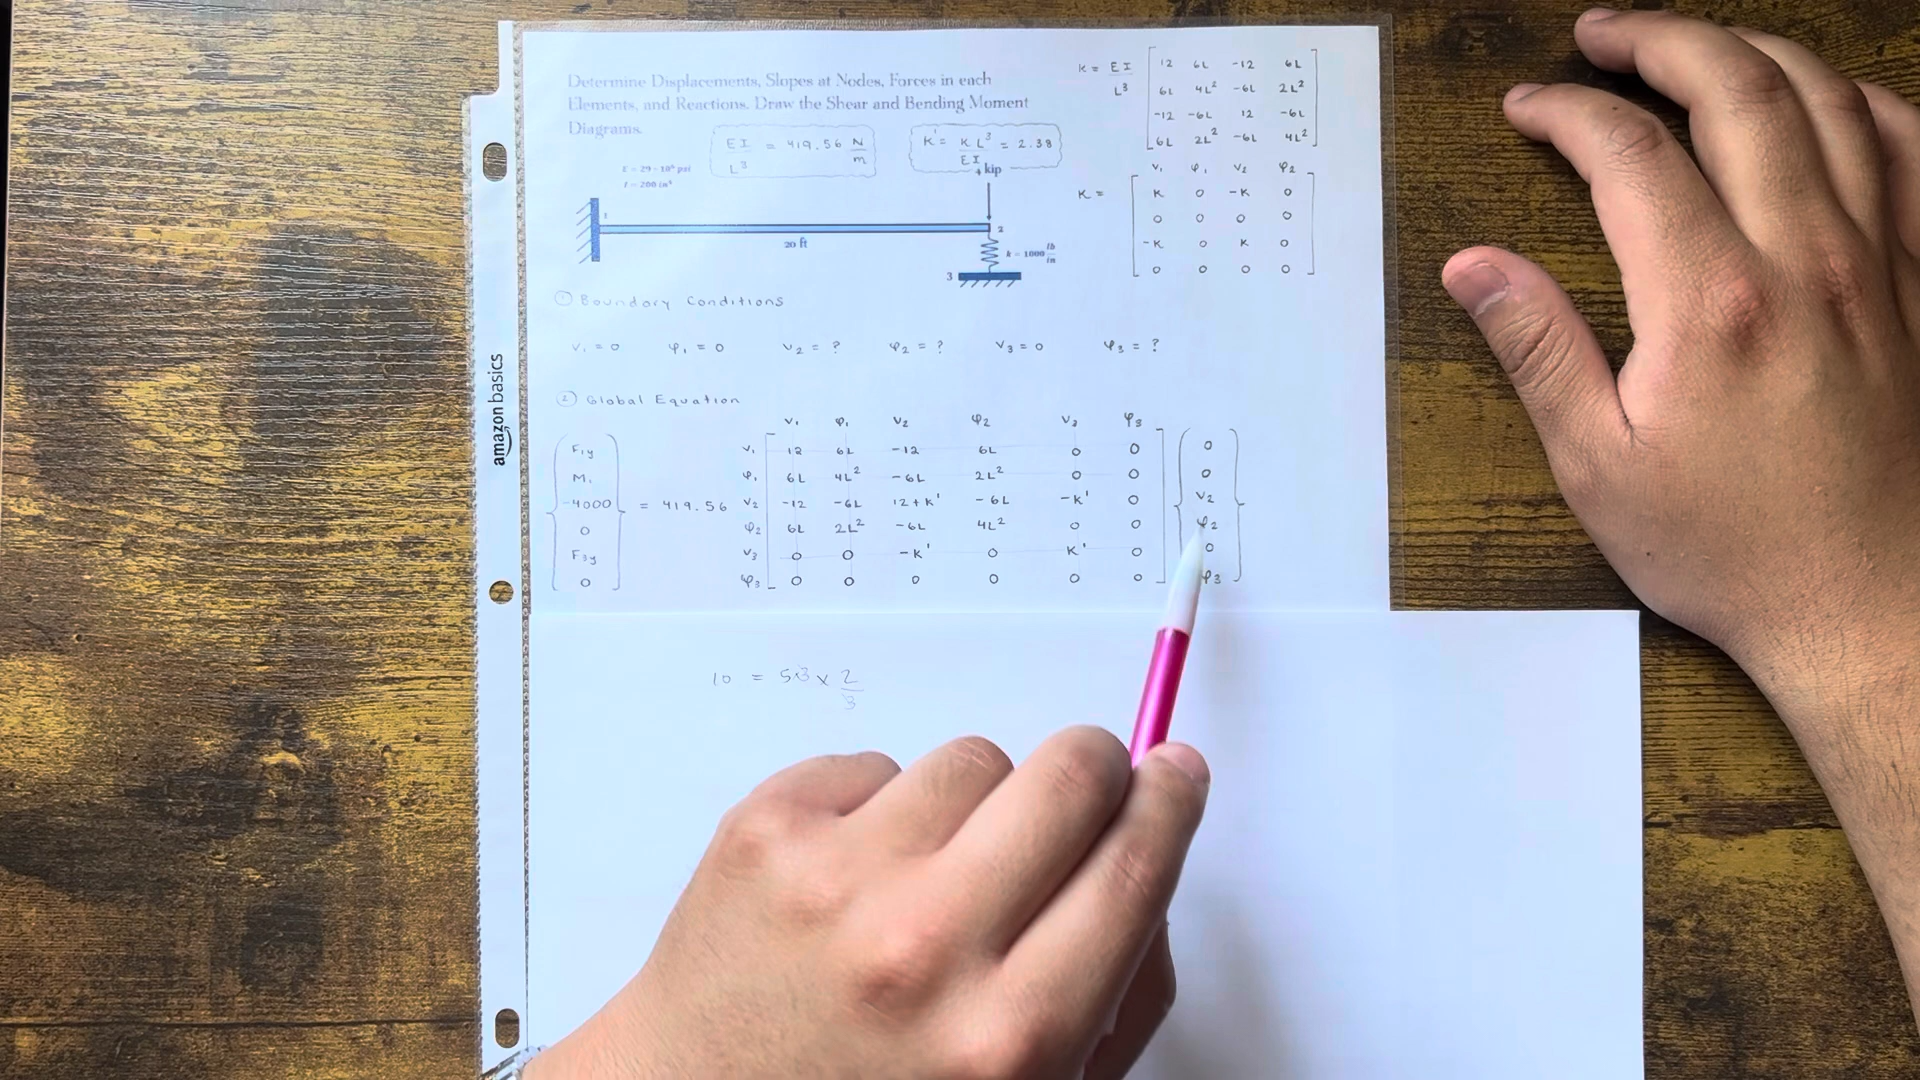 Determine Displacements, Slopes at Nodes, Forces in each
Elements, and Reactions. Draw the Shear and Bending Moment
Diagrams.
EI/L³ = 419.56 N/m
K' = KL³/EI = 2.38
E = 29 · 10⁶ psi
I = 200 in⁴
4 kip
1
2
20 ft
k = 1000 lb/in
3
K = EI/L³
12 6L -12 6L
6L 4L² -6L 2L²
-12 -6L 12 -6L
6L 2L² -6L 4L²
v₁ φ₁ v₂ φ₂
K =
K 0 -K 0
0 0 0 0
-K 0 K 0
0 0 0 0
① Boundary Conditions
v₁ = 0 φ₁ = 0 v₂ = ? φ₂ = ? v₃ = 0 φ₃ = ?
② Global Equation
v₁ φ₁ v₂ φ₂ v₃ φ₃
F₁y v₁ 12 6L -12 6L 0 0 0
M₁ φ₁ 6L 4L² -6L 2L² 0 0 0
-4000 = 419.56 v₂ -12 -6L 12+K' -6L -K' 0 v₂
0 φ₂ 6L 2L² -6L 4L² 0 0 φ₂
F₃y v₃ 0 0 -K' 0 K' 0 0
0 φ₃ 0 0 0 0 0 0 φ₃
amazon basics